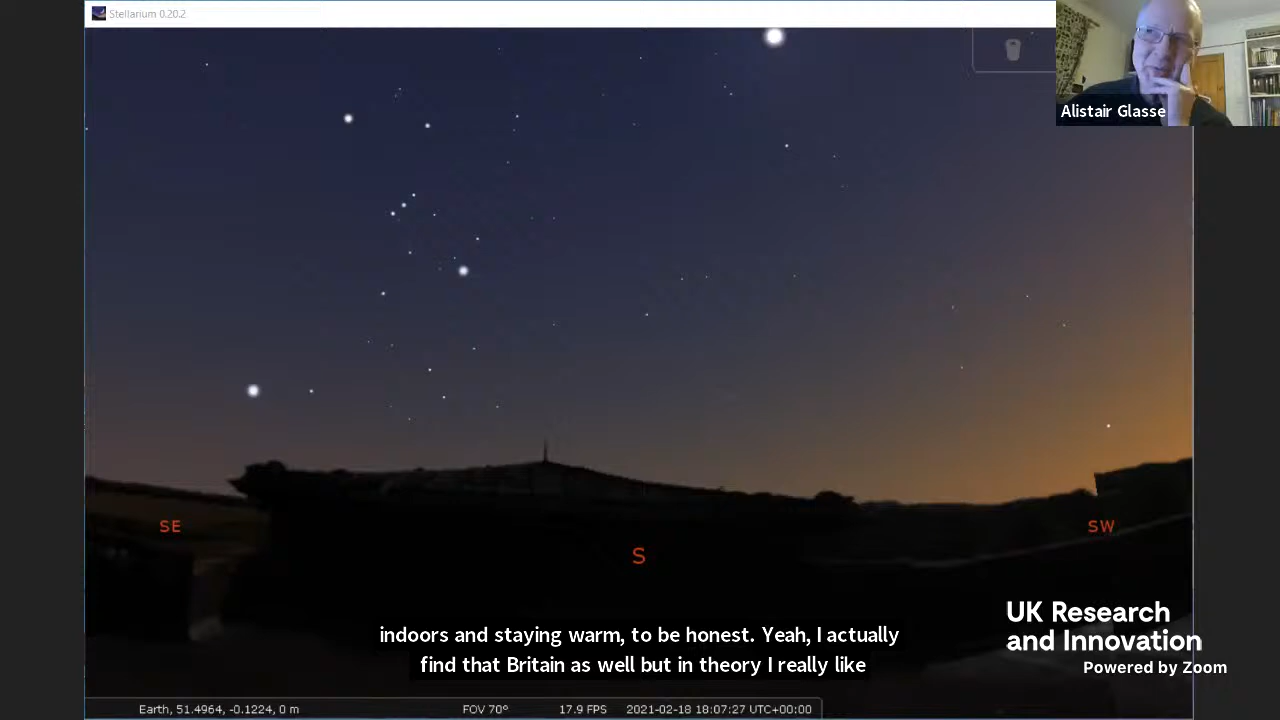 Stellarium 0.20.2
Alistair Glasse
SE
S
SW
indoors and staying warm, to be honest. Yeah, I actually
find that Britain as well but in theory I really like
UK Research
and Innovation
Powered by Zoom
Earth, 51.4964, -0.1224, 0 m
FOV 70°
17.9 FPS
2021-02-18 18:07:27 UTC+00:00